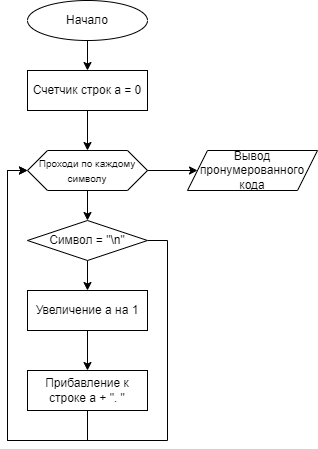 Начало
Счетчик строк a = 0
Проходи по каждому
символу
Вывод
пронумерованного
кода
Символ = "\n"
Увеличение a на 1
Прибавление к
строке a + ". "